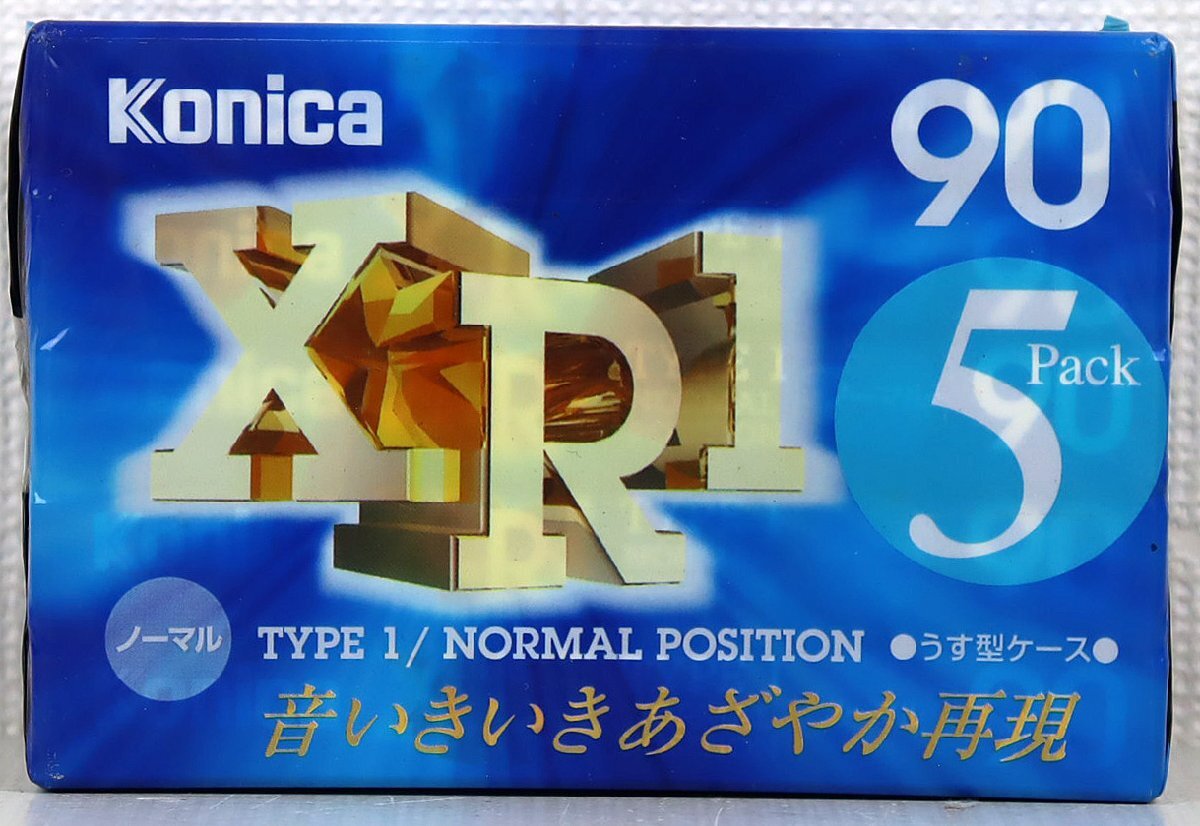 Konica
90
XR1
5 Pack
ノーマル
TYPE 1/ NORMAL POSITION ●うす型ケース●
音いきいきあざやか再現